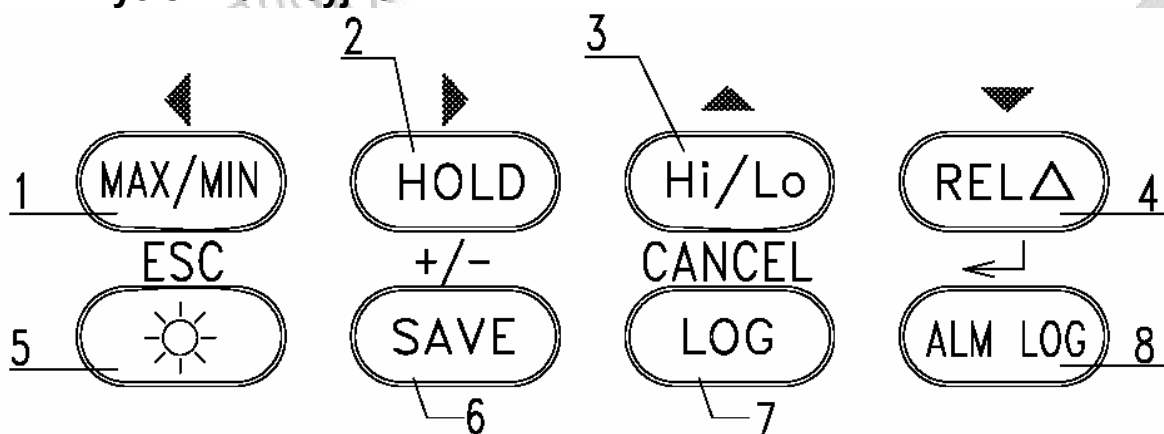 2 3
1 MAX/MIN HOLD Hi/Lo RELΔ 4
ESC +/- CANCEL
5 SAVE LOG ALM LOG 8
6 7